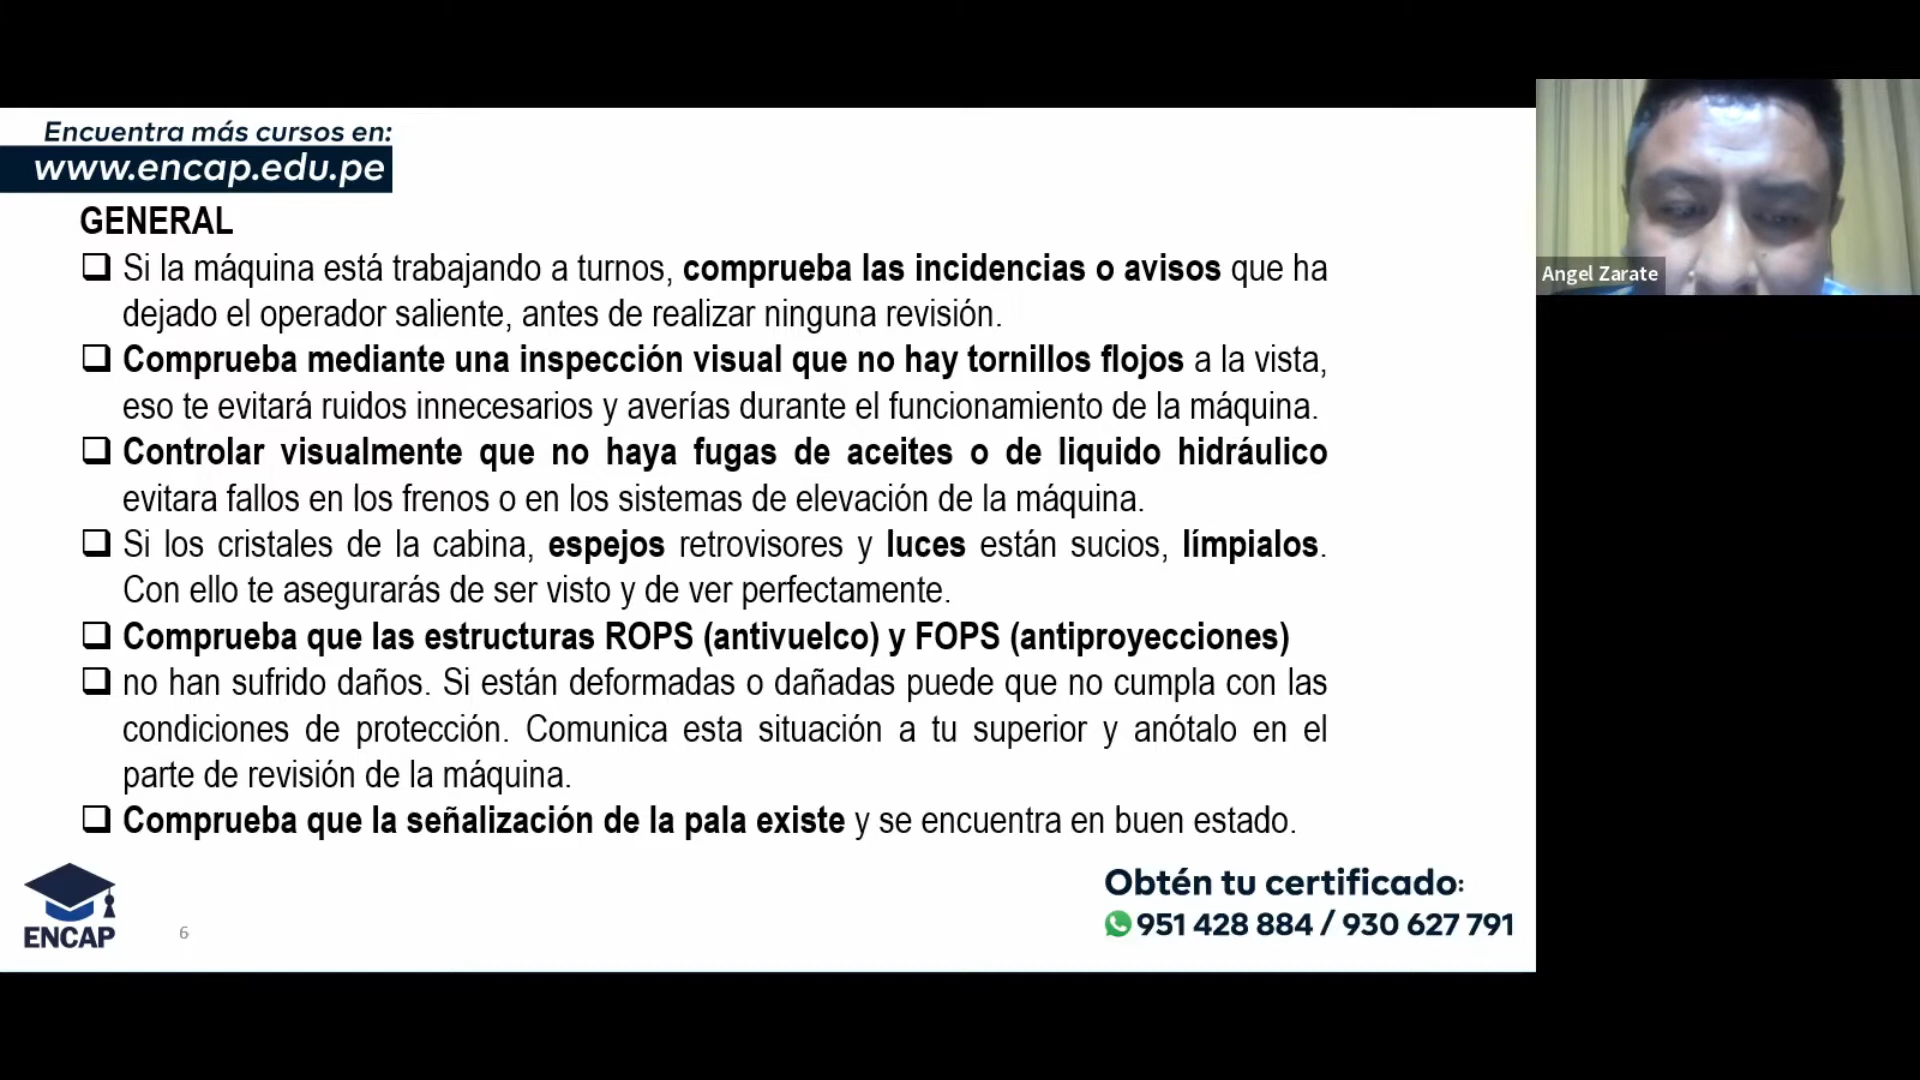 Encuentra más cursos en:
www.encap.edu.pe
GENERAL
❑ Si la máquina está trabajando a turnos, comprueba las incidencias o avisos que ha
dejado el operador saliente, antes de realizar ninguna revisión.
❑ Comprueba mediante una inspección visual que no hay tornillos flojos a la vista,
eso te evitará ruidos innecesarios y averías durante el funcionamiento de la máquina.
❑ Controlar visualmente que no haya fugas de aceites o de liquido hidráulico
evitara fallos en los frenos o en los sistemas de elevación de la máquina.
❑ Si los cristales de la cabina, espejos retrovisores y luces están sucios, límpialos.
Con ello te asegurarás de ser visto y de ver perfectamente.
❑ Comprueba que las estructuras ROPS (antivuelco) y FOPS (antiproyecciones)
❑ no han sufrido daños. Si están deformadas o dañadas puede que no cumpla con las
condiciones de protección. Comunica esta situación a tu superior y anótalo en el
parte de revisión de la máquina.
❑ Comprueba que la señalización de la pala existe y se encuentra en buen estado.
ENCAP
6
Obtén tu certificado:
951 428 884 / 930 627 791
Angel Zarate